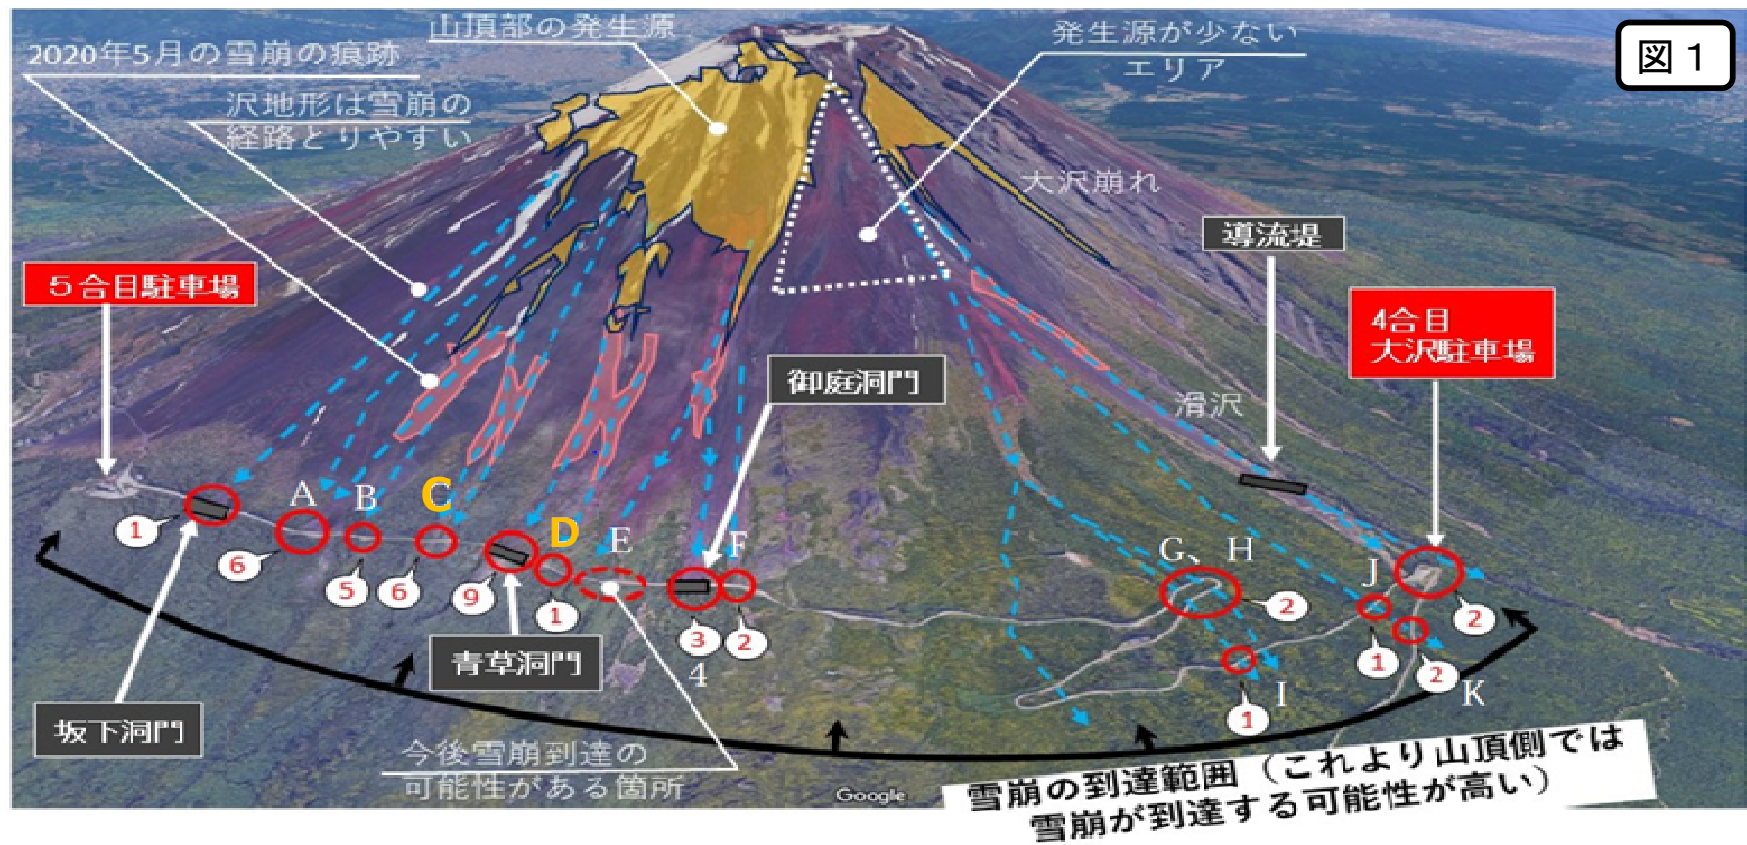 図１
山頂部の発生源
2020年5月の雪崩の痕跡
発生源が少ない
エリア
沢地形は雪崩の
経路とりやすい
大沢崩れ
導流堤
５合目駐車場
4合目
大沢駐車場
御庭洞門
滑沢
A
B
C
D
E
F
G、H
J
1
6
5
6
9
1
3
2
4
2
1
2
2
1
I
K
青草洞門
坂下洞門
今後雪崩到達の
可能性がある箇所
Google
雪崩の到達範囲（これより山頂側では
雪崩が到達する可能性が高い）